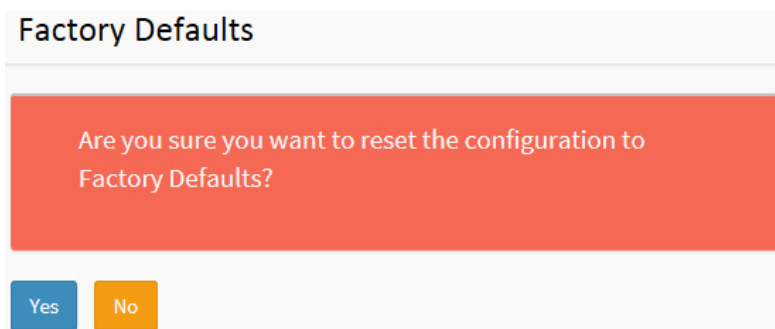 Factory Defaults
Are you sure you want to reset the configuration to
Factory Defaults?
Yes No